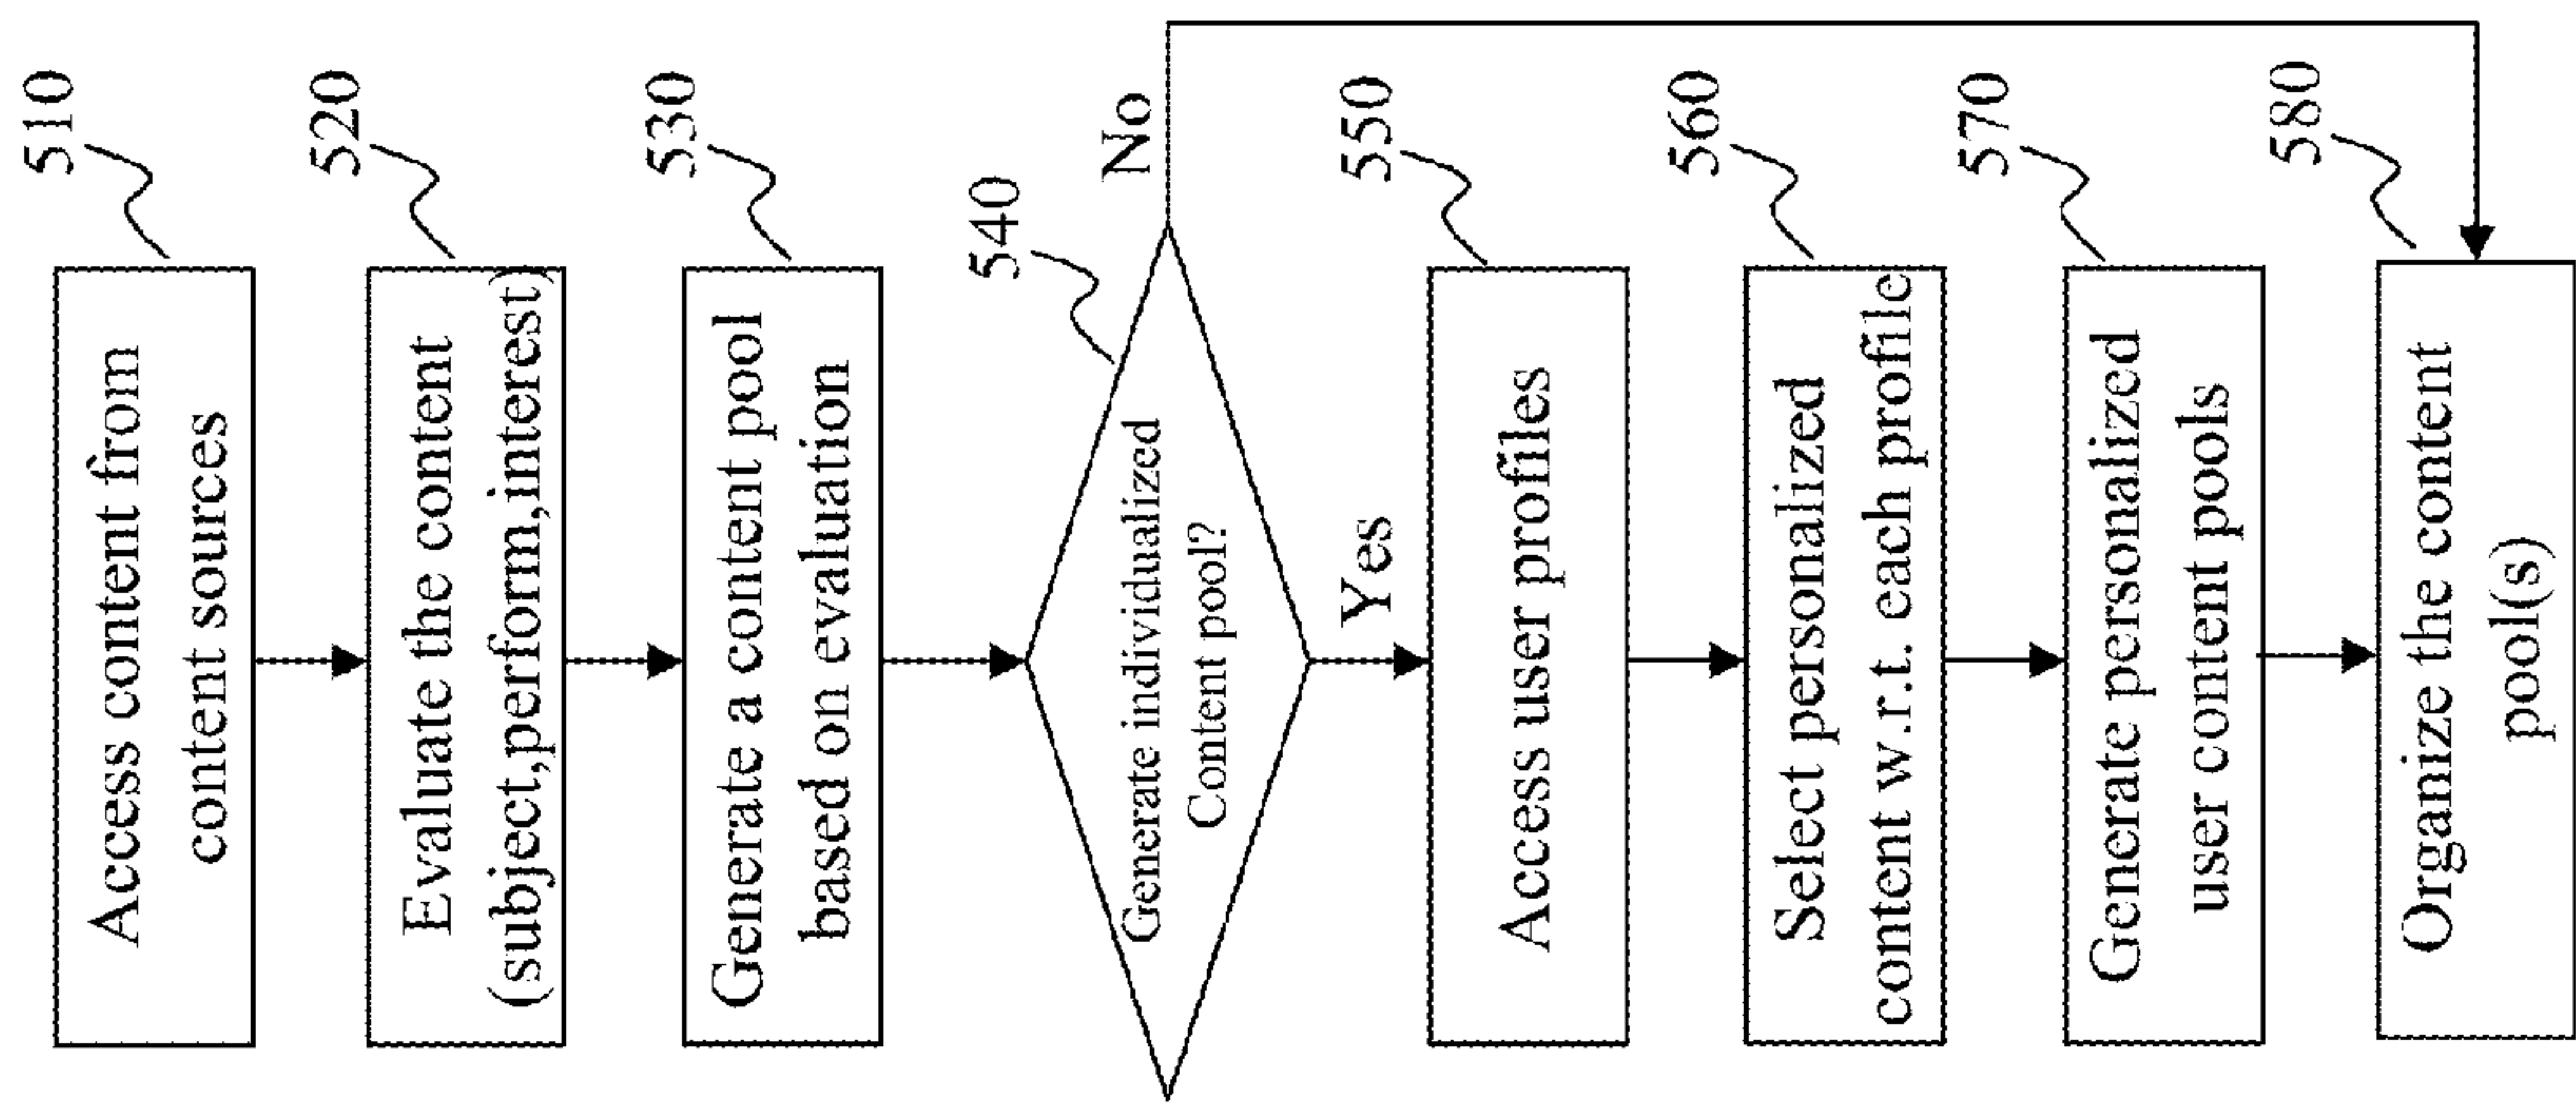 510
Access content from
content sources
520
Evaluate the content
(subject,perform,interest)
530
Generate a content pool
based on evaluation
540
Generate individualized
Content pool?
No
Yes
550
Access user profiles
560
Select personalized
content w.r.t. each profile
570
Generate personalized
user content pools
580
Organize the content
pool(s)